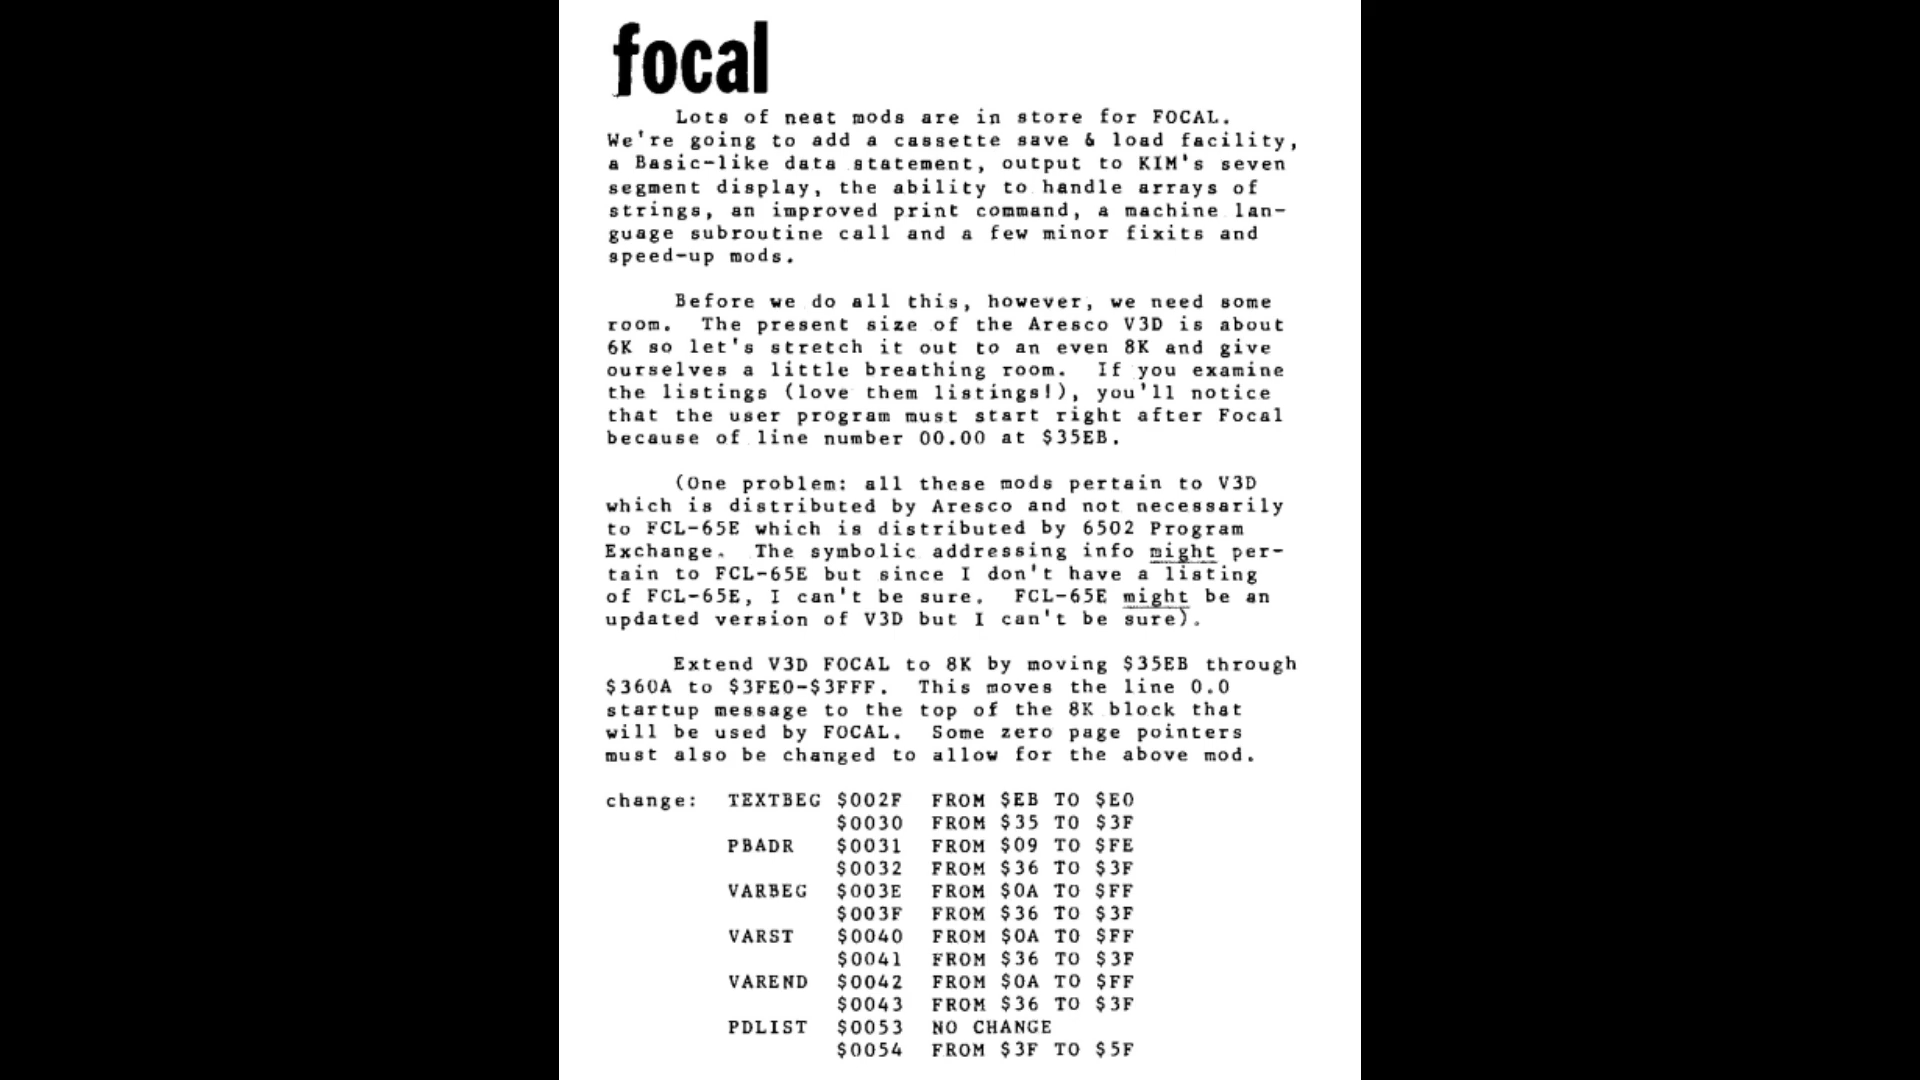 focal
Lots of neat mods are in store for FOCAL.
We're going to add a cassette save & load facility,
a Basic-like data statement, output to KIM's seven
segment display, the ability to handle arrays of
strings, an improved print command, a machine lan-
guage subroutine call and a few minor fixits and
speed-up mods.
Before we do all this, however, we need some
room. The present size of the Aresco V3D is about
6K so let's stretch it out to an even 8K and give
ourselves a little breathing room. If you examine
the listings (love them listings!), you'll notice
that the user program must start right after Focal
because of line number 00.00 at $35EB.
(One problem: all these mods pertain to V3D
which is distributed by Aresco and not necessarily
to FCL-65E which is distributed by 6502 Program
Exchange. The symbolic addressing info might per-
tain to FCL-65E but since I don't have a listing
of FCL-65E, I can't be sure. FCL-65E might be an
updated version of V3D but I can't be sure).
Extend V3D FOCAL to 8K by moving $35EB through
$360A to $3FE0-$3FFF. This moves the line 0.0
startup message to the top of the 8K block that
will be used by FOCAL. Some zero page pointers
must also be changed to allow for the above mod.
change: TEXTBEG $002F FROM $EB TO $E0
$0030 FROM $35 TO $3F
PBADR $0031 FROM $09 TO $FE
$0032 FROM $36 TO $3F
VARBEG $003E FROM $0A TO $FF
$003F FROM $36 TO $3F
VARST $0040 FROM $0A TO $FF
$0041 FROM $36 TO $3F
VAREND $0042 FROM $0A TO $FF
$0043 FROM $36 TO $3F
PDLIST $0053 NO CHANGE
$0054 FROM $3F TO $5F